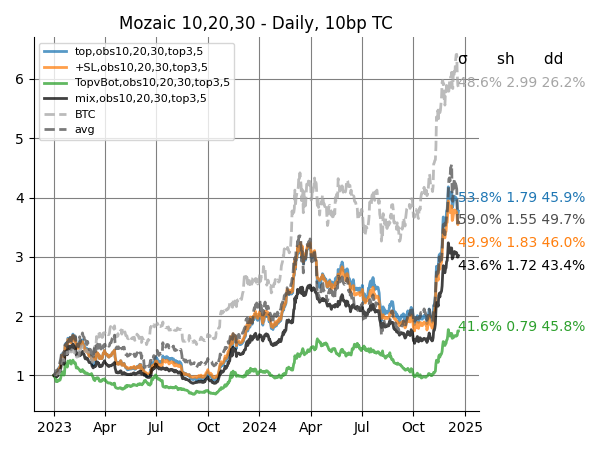 Mozaic 10,20,30 - Daily, 10bp TC
top,obs10,20,30,top3,5
+SL,obs10,20,30,top3,5
TopvBot,obs10,20,30,top3,5
mix,obs10,20,30,top3,5
BTC
avg
σ sh dd
48.6% 2.99 26.2%
53.8% 1.79 45.9%
59.0% 1.55 49.7%
49.9% 1.83 46.0%
43.6% 1.72 43.4%
41.6% 0.79 45.8%
6
5
4
3
2
1
2023 Apr Jul Oct 2024 Apr Jul Oct 2025